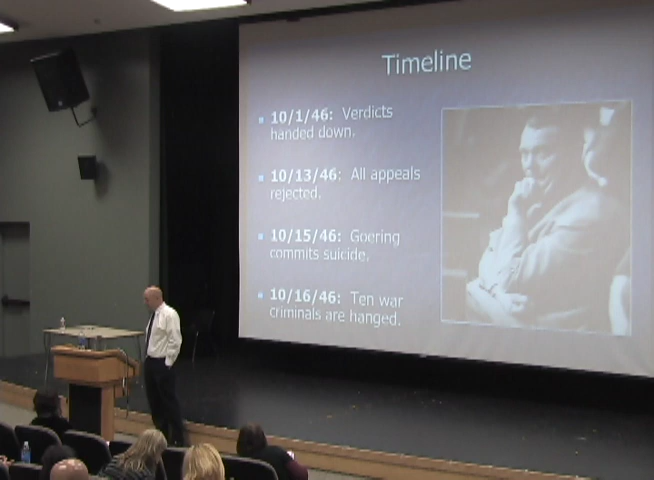 Timeline
10/1/46: Verdicts
handed down.
10/13/46: All appeals
rejected.
10/15/46: Goering
commits suicide.
10/16/46: Ten war
criminals are hanged.